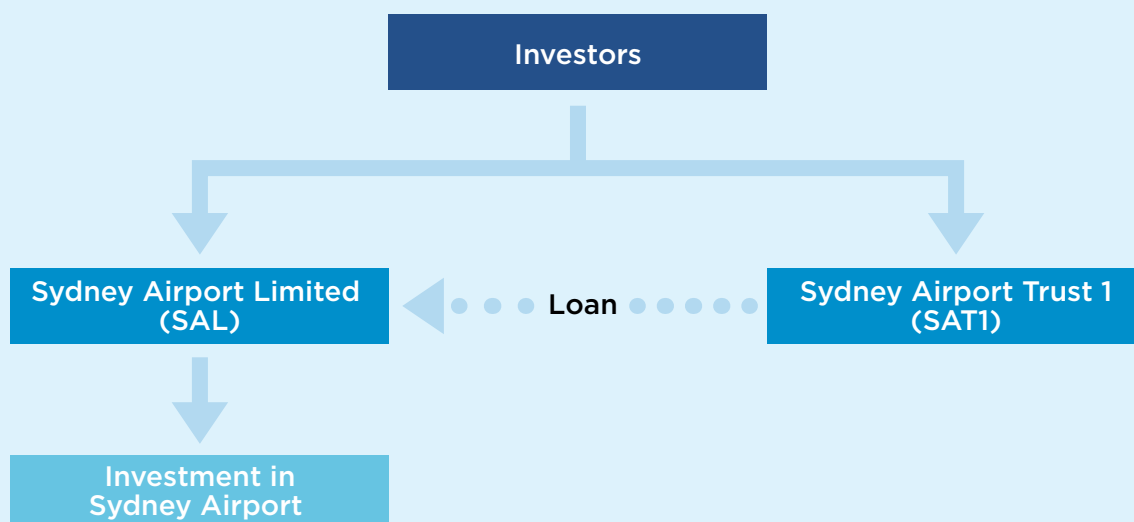 Investors
Sydney Airport Limited
(SAL)
Loan
Sydney Airport Trust 1
(SAT1)
Investment in
Sydney Airport